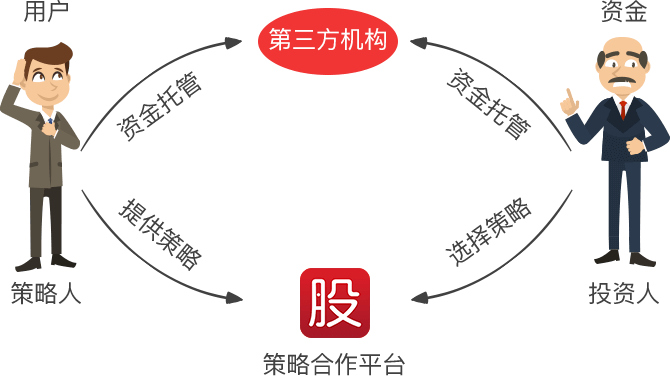 用户
第三方机构
资金
资金托管
资金托管
提供策略
选择策略
策略人
股
投资人
策略合作平台